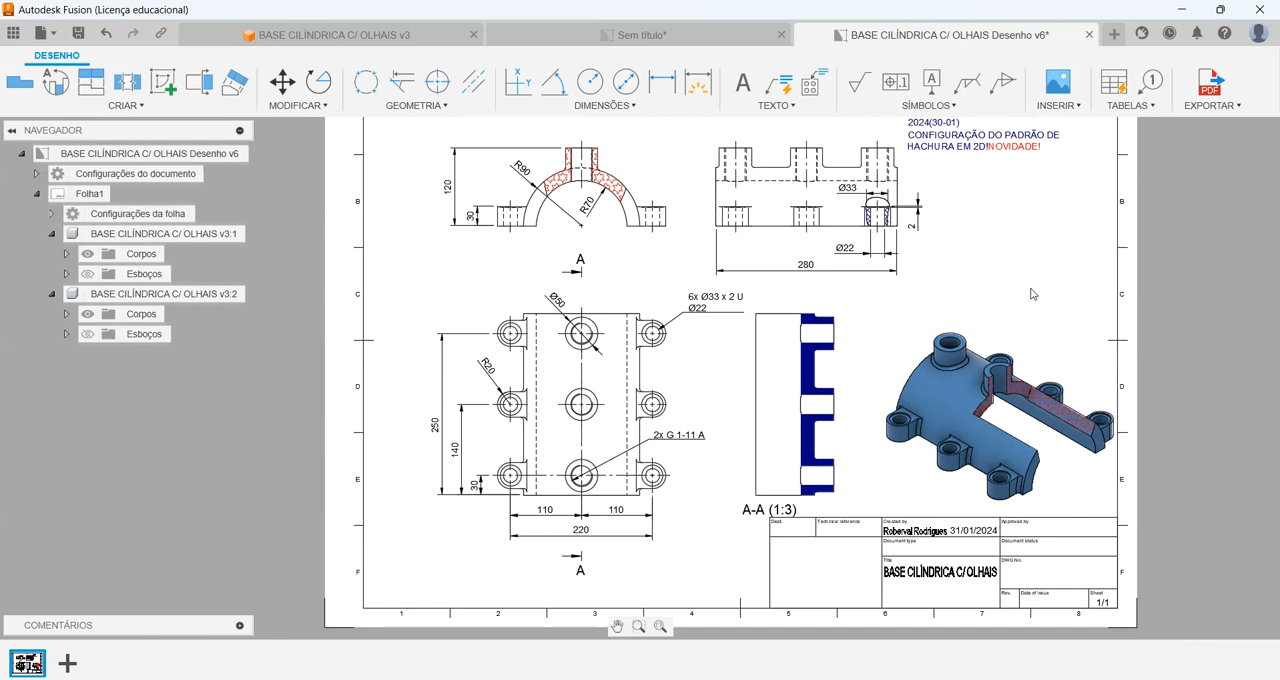 Autodesk Fusion (Licença educacional)
BASE CILÍNDRICA C/ OLHAIS v3
Sem título*
BASE CILÍNDRICA C/ OLHAIS Desenho v6*
DESENHO
CRIAR
MODIFICAR
GEOMETRIA
DIMENSÕES
TEXTO
SÍMBOLOS
INSERIR
TABELAS
EXPORTAR
NAVEGADOR
BASE CILÍNDRICA C/ OLHAIS Desenho v6
Configurações do documento
Folha1
Configurações da folha
BASE CILÍNDRICA C/ OLHAIS v3:1
Corpos
Esboços
BASE CILÍNDRICA C/ OLHAIS v3:2
Corpos
Esboços
COMENTÁRIOS
2024(30-01)
CONFIGURAÇÃO DO PADRÃO DE
HACHURA EM 2D!NOVIDADE!
B
B
C
C
D
D
E
E
F
F
120
30
R90
R70
Ø33
2
Ø22
280
A
Ø50
6x Ø33 x 2 U
Ø22
R20
250
140
30
2x G 1-11 A
110
110
220
A
A-A (1:3)
Dept.
Technical reference
Created by
Roberval Rodrigues 31/01/2024
Approved by
Document type
Document status
Title
BASE CILÍNDRICA C/ OLHAIS
DWG No.
Rev.
Date of issue
Sheet
1/1
1
2
3
4
5
6
7
8